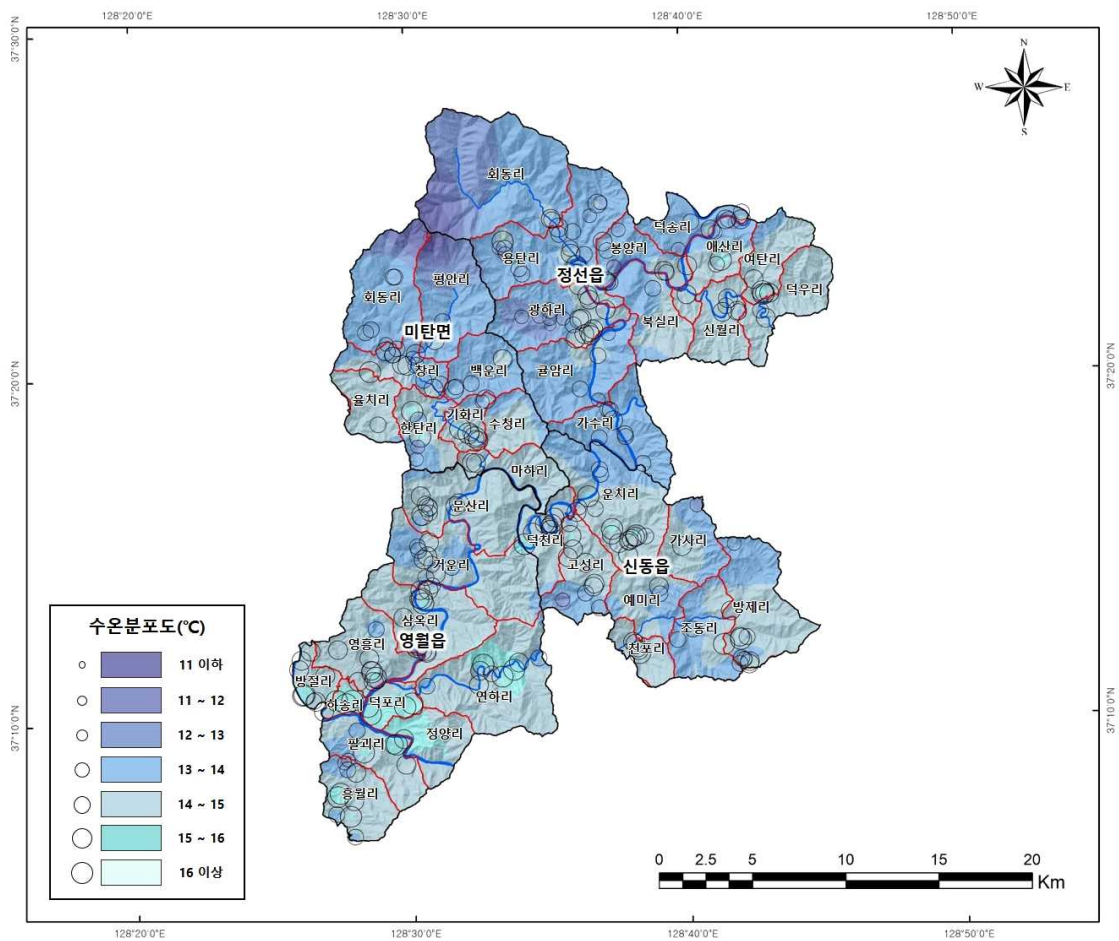 128°20'0"E 128°30'0"E 128°40'0"E 128°50'0"E
37°30'0"N
N
W E
S
회동리
덕송리
봉양리
애산리
용탄리
여탄리
정선읍
평안리
덕우리
회동리
광하리
북실리
신월리
미탄면
창리
백운리
귤암리
율치리
기화리
한탄리
수청리
가수리
마하리
운치리
문산리
덕천리
가사리
거운리
고성리
신동읍
예미리
방제리
삼옥리
조동리
영월읍
영흥리
천포리
방절리
연하리
하송리
덕포리
정양리
팔괴리
흥월리
37°20'0"N
37°20'0"N
37°10'0"N
37°10'0"N
수온분포도(℃)
11 이하
11 ~ 12
12 ~ 13
13 ~ 14
14 ~ 15
15 ~ 16
16 이상
0 2.5 5 10 15 20
Km
128°20'0"E 128°30'0"E 128°40'0"E 128°50'0"E